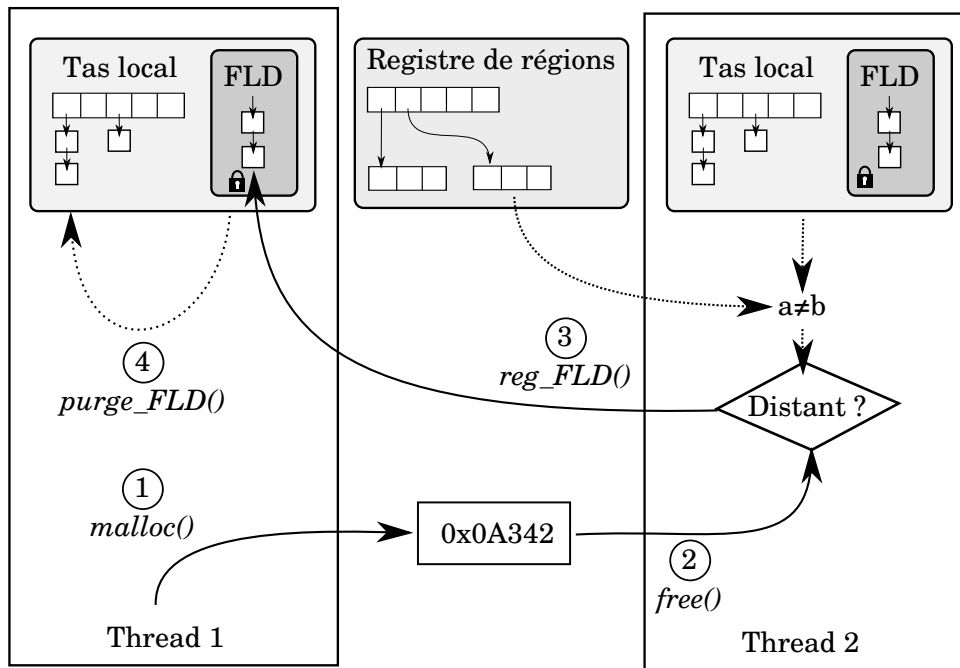 Tas local
FLD
Registre de régions
Tas local
FLD
a≠b
3
reg_FLD()
4
purge_FLD()
Distant ?
1
malloc()
0x0A342
2
free()
Thread 1
Thread 2